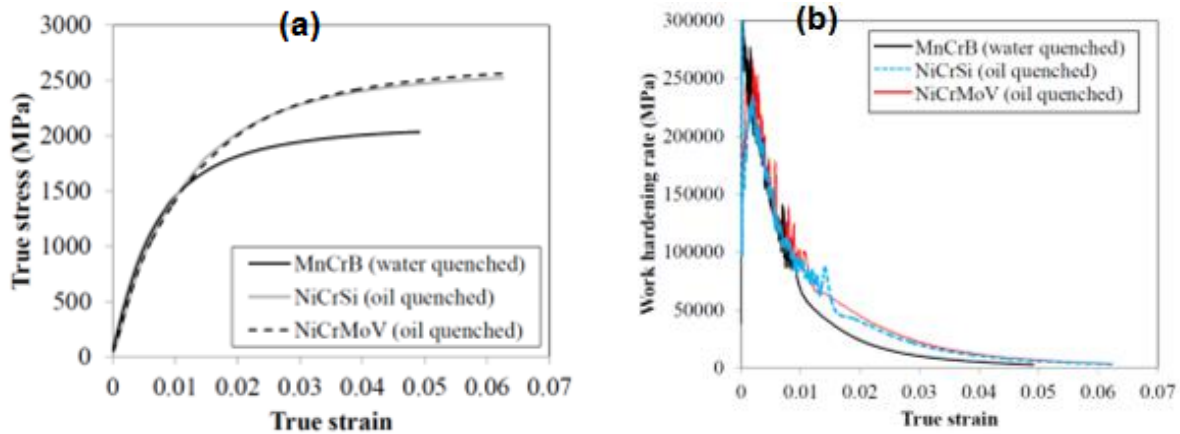 (a)
3000
2500
2000
1500
1000
500
0
0 0.01 0.02 0.03 0.04 0.05 0.06 0.07
True stress (MPa)
True strain
MnCrB (water quenched)
NiCrSi (oil quenched)
NiCrMoV (oil quenched)
(b)
300000
250000
200000
150000
100000
50000
0
0 0.01 0.02 0.03 0.04 0.05 0.06 0.07
Work hardening rate (MPa)
True strain
MnCrB (water quenched)
NiCrSi (oil quenched)
NiCrMoV (oil quenched)